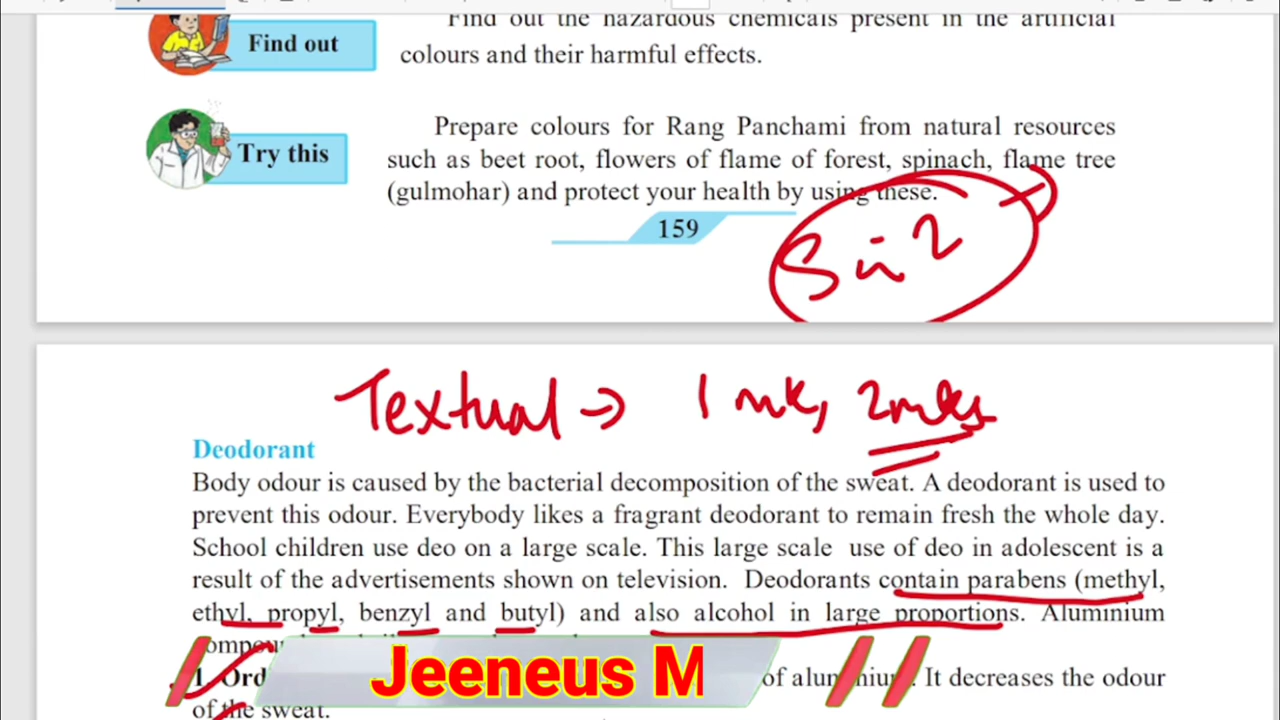 Find out the hazardous chemicals present in the artificial
Find out
colours and their harmful effects.
Prepare colours for Rang Panchami from natural resources
Try this
such as beet root, flowers of flame of forest, spinach, flame tree
(gulmohar) and protect your health by using these.
159
Textual → 1 mk, 2mks
Deodorant
Body odour is caused by the bacterial decomposition of the sweat. A deodorant is used to
prevent this odour. Everybody likes a fragrant deodorant to remain fresh the whole day.
School children use deo on a large scale. This large scale use of deo in adolescent is a
result of the advertisements shown on television. Deodorants contain parabens (methyl,
ethyl, propyl, benzyl and butyl) and also alcohol in large proportions. Aluminium
Jeeneus M
1. Ord of aluminium. It decreases the odour
of the sweat.